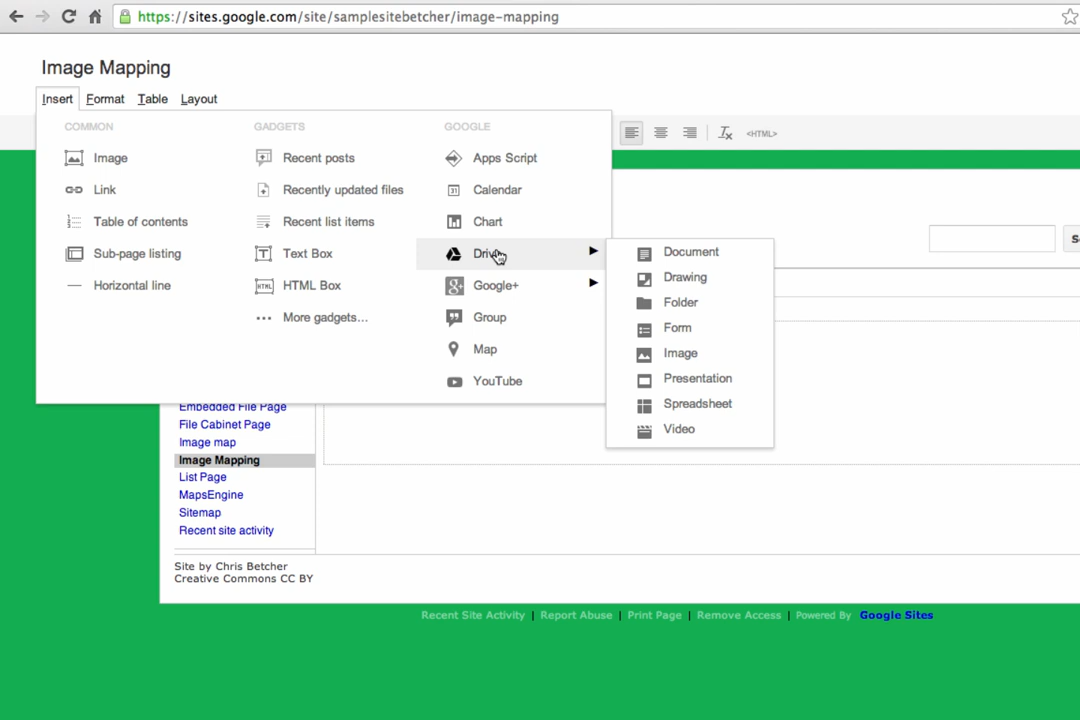 https://sites.google.com/site/samplesitebetcher/image-mapping
Image Mapping
Insert Format Table Layout
<HTML>
COMMON
Image
Link
Table of contents
Sub-page listing
Horizontal line
GADGETS
Recent posts
Recently updated files
Recent list items
Text Box
HTML Box
More gadgets...
GOOGLE
Apps Script
Calendar
Chart
Google+
Group
Map
YouTube
Document
Drawing
Folder
Form
Image
Presentation
Spreadsheet
Video
Embedded File Page
File Cabinet Page
Image map
Image Mapping
List Page
MapsEngine
Sitemap
Recent site activity
Site by Chris Betcher
Creative Commons CC BY
Recent Site Activity | Report Abuse | Print Page | Remove Access | Powered By Google Sites